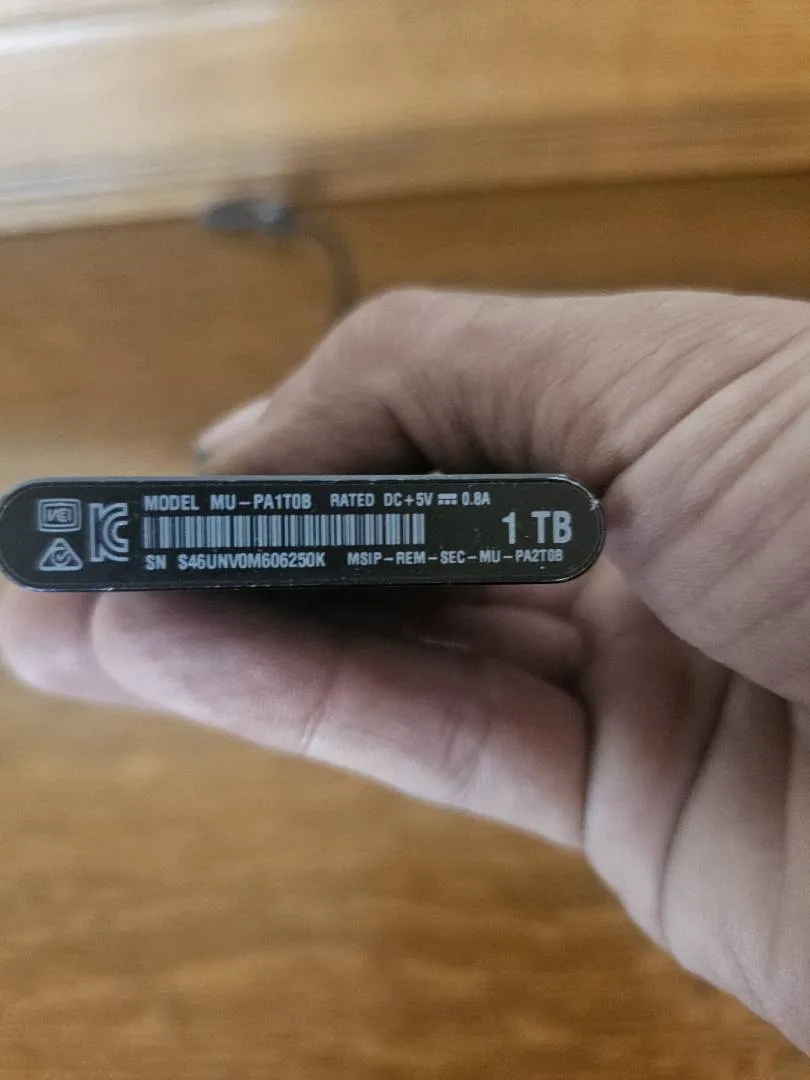 MODEL MU-PA1T0B RATED DC+5V ⎓ 0.8A
1 TB
SN S46UNV0M606250K MSIP-REM-SEC-MU-PA2T0B